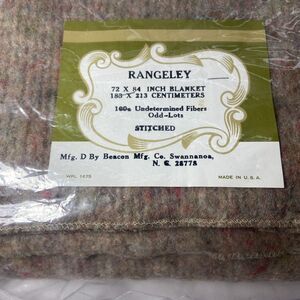 RANGELEY
72 X 84 INCH BLANKET
183 X 213 CENTIMETERS
100% Undetermined Fibers
Odd-Lots
STITCHED
Mfg. D By Beacon Mfg. Co. Swannanoa,
N. C. 28778
WPL 1475
MADE IN U.S.A.